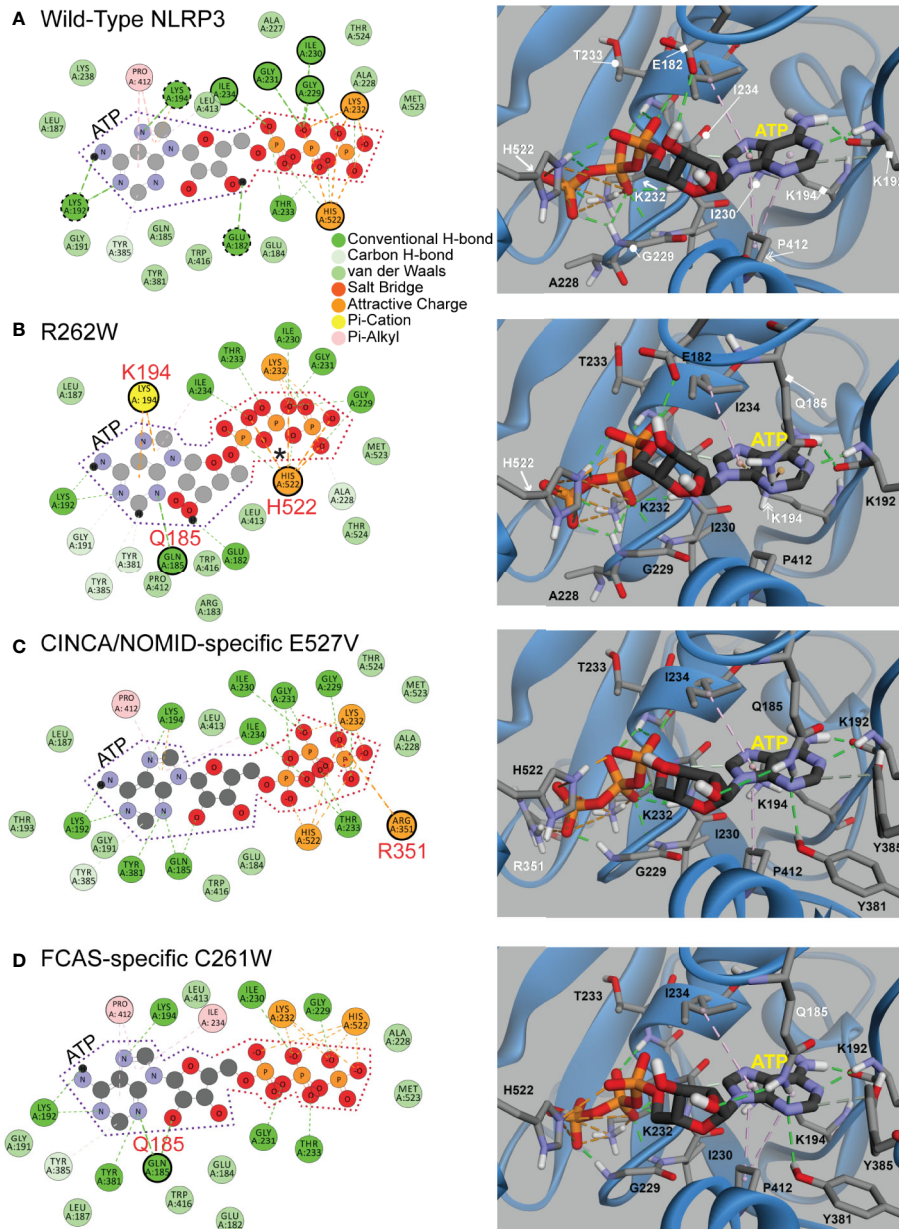 A Wild-Type NLRP3
ALA A:227
ILE A:230
THR A:524
LYS A:238
PRO A: 412
LYS A:194
ILE A:234
GLY A:231
GLY A:229
ALA A:228
LEU A:187
LEU A:413
LYS A:232
MET A:523
ATP
N N N N N O O O O O P P P
LYS A:192
THR A:233
HIS A:522
GLY A:191
TYR A:385
GLN A:185
GLU A:182
GLU A:184
TRP A:416
TYR A:381
Conventional H-bond
Carbon H-bond
van der Waals
Salt Bridge
Attractive Charge
Pi-Cation
Pi-Alkyl
T233
E182
I234
ATP
H522
K232
K194
K192
I230
G229
P412
A228
B R262W
K194
LEU A:187
LYS A: 194
ILE A:234
THR A:233
LYS A:232
ILE A:230
GLY A:231
GLY A:229
ATP
MET A:523
*
HIS A:522
H522
ALA A:228
LYS A:192
Q185
LEU A:413
THR A:524
GLY A:191
TYR A:381
GLN A:185
TRP A:416
GLU A:182
TYR A:385
PRO A:412
ARG A:183
T233
E182
Q185
I234
ATP
H522
K232
K194
K192
I230
G229
P412
A228
C CINCA/NOMID-specific E527V
THR A:524
ILE A:230
GLY A:231
GLY A:229
MET A:523
PRO A: 412
LYS A:194
LEU A:413
ILE A:234
LYS A:232
ALA A:228
LEU A:187
ATP
THR A:193
LYS A:192
HIS A:522
THR A:233
ARG A:351
R351
GLY A:191
TYR A:385
TYR A:381
GLN A:185
GLU A:184
TRP A:416
T233
I234
Q185
K192
ATP
H522
K232
K194
R351
I230
G229
P412
Y385
Y381
D FCAS-specific C261W
PRO A:412
LYS A:194
LEU A:413
ILE A: 234
ILE A:230
LYS A:232
GLY A:229
HIS A:522
ALA A:228
ATP
LYS A:192
MET A:523
GLY A:191
Q185
GLY A:231
THR A:233
TYR A:385
TYR A:381
GLN A:185
GLU A:184
LEU A:187
TRP A:416
GLU A:182
T233
I234
Q185
K192
ATP
H522
K232
K194
I230
G229
P412
Y385
Y381